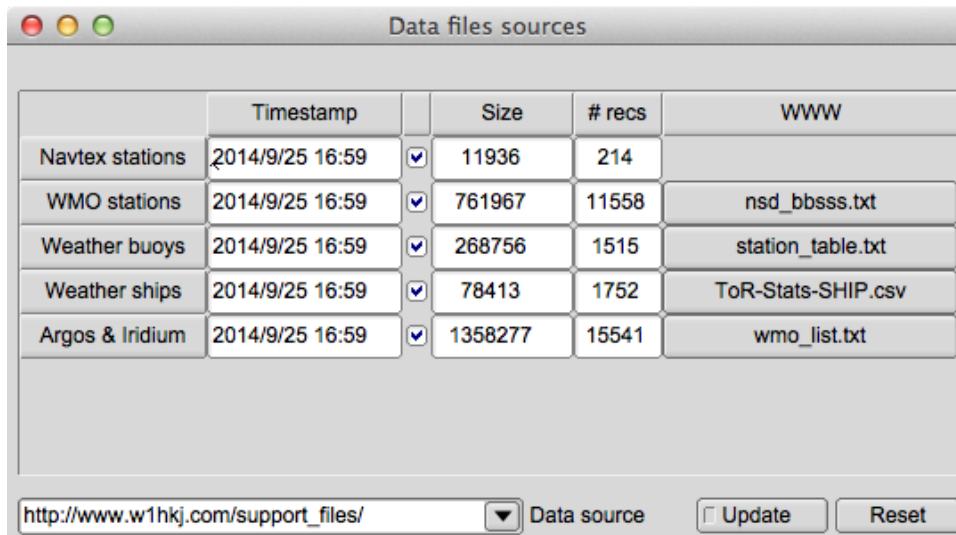 Data files sources
Timestamp Size # recs WWW
Navtex stations 2014/9/25 16:59 11936 214
WMO stations 2014/9/25 16:59 761967 11558 nsd_bbsss.txt
Weather buoys 2014/9/25 16:59 268756 1515 station_table.txt
Weather ships 2014/9/25 16:59 78413 1752 ToR-Stats-SHIP.csv
Argos & Iridium 2014/9/25 16:59 1358277 15541 wmo_list.txt
http://www.w1hkj.com/support_files/ Data source Update Reset